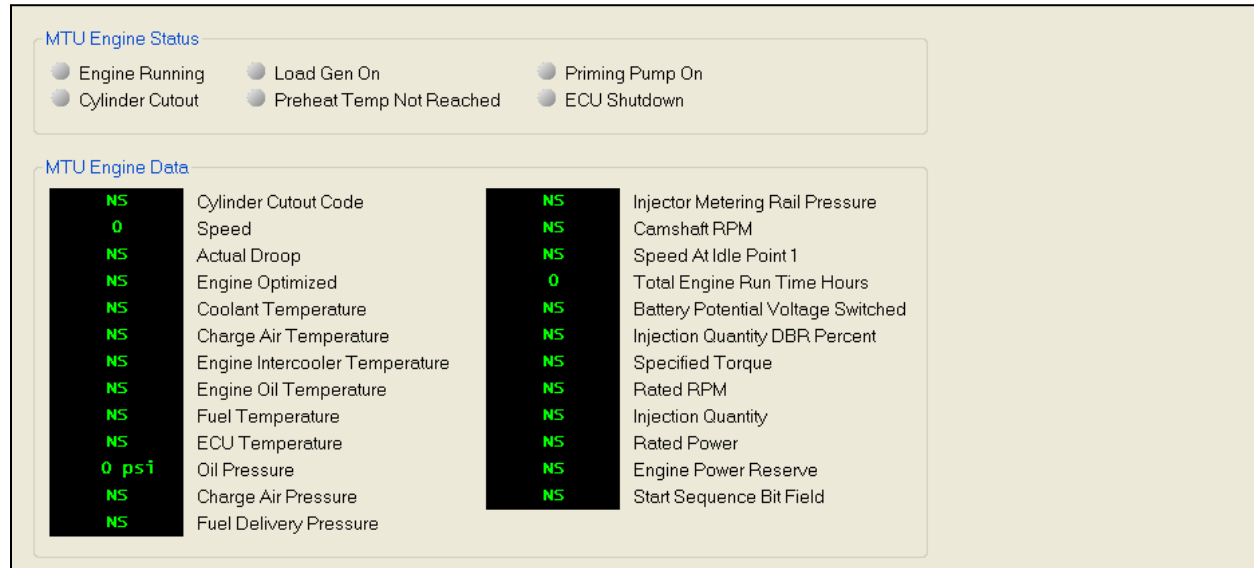 MTU Engine Status
Engine Running Load Gen On Priming Pump On
Cylinder Cutout Preheat Temp Not Reached ECU Shutdown
MTU Engine Data
NS Cylinder Cutout Code NS Injector Metering Rail Pressure
0 Speed NS Camshaft RPM
NS Actual Droop NS Speed At Idle Point 1
NS Engine Optimized 0 Total Engine Run Time Hours
NS Coolant Temperature NS Battery Potential Voltage Switched
NS Charge Air Temperature NS Injection Quantity DBR Percent
NS Engine Intercooler Temperature NS Specified Torque
NS Engine Oil Temperature NS Rated RPM
NS Fuel Temperature NS Injection Quantity
NS ECU Temperature NS Rated Power
0 psi Oil Pressure NS Engine Power Reserve
NS Charge Air Pressure NS Start Sequence Bit Field
NS Fuel Delivery Pressure